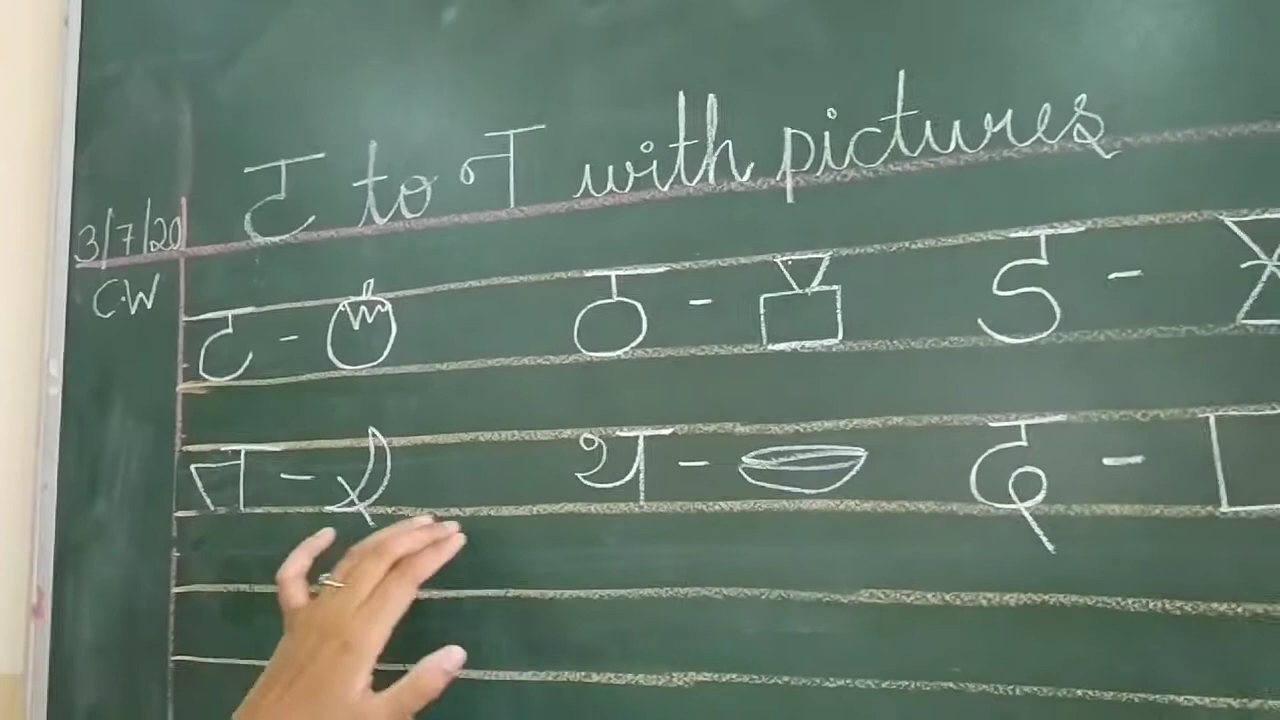 ट to न with pictures
3/7/20
C.W
ट - ठ - ड -
त - थ - द -